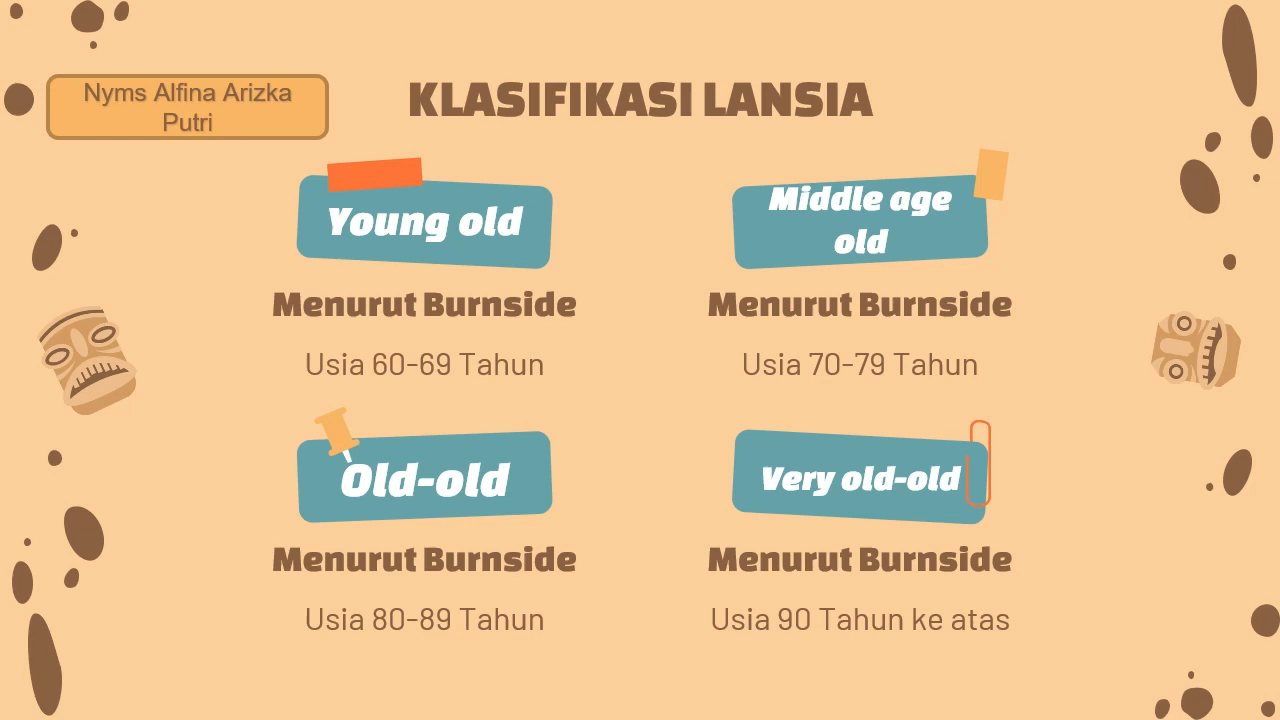 Nyms Alfina Arizka
Putri
KLASIFIKASI LANSIA
Young old
Menurut Burnside
Usia 60-69 Tahun
Middle age
old
Menurut Burnside
Usia 70-79 Tahun
Old-old
Menurut Burnside
Usia 80-89 Tahun
Very old-old
Menurut Burnside
Usia 90 Tahun ke atas